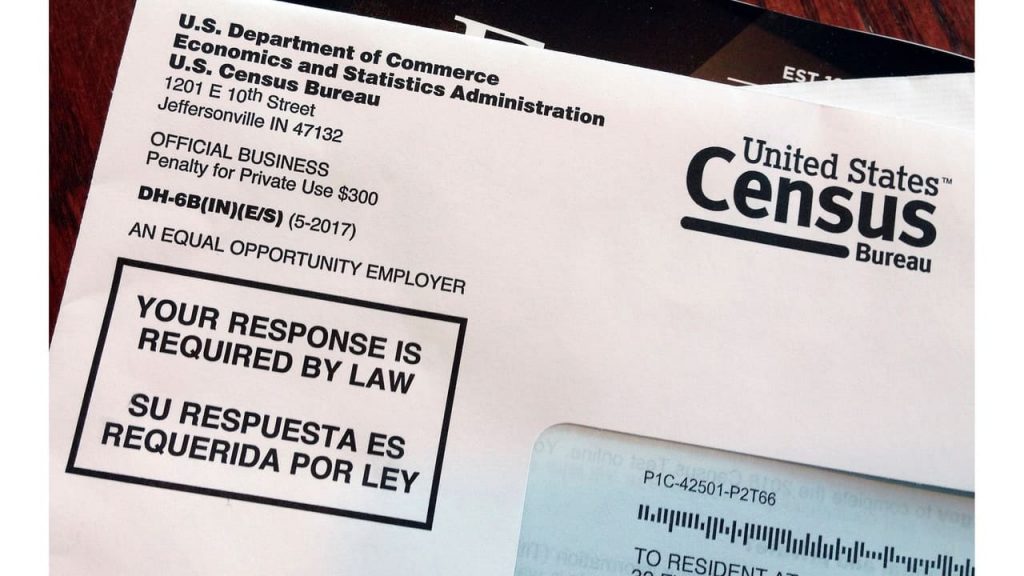 U.S. Department of Commerce
Economics and Statistics Administration
U.S. Census Bureau
1201 E 10th Street
Jeffersonville IN 47132
OFFICIAL BUSINESS
Penalty for Private Use $300
DH-6B(IN)(E/S) (5-2017)
AN EQUAL OPPORTUNITY EMPLOYER
YOUR RESPONSE IS
REQUIRED BY LAW
SU RESPUESTA ES
REQUERIDA POR LEY
EST
United States™
Census
Bureau
P1C-42501-P2T66
TO RESIDENT